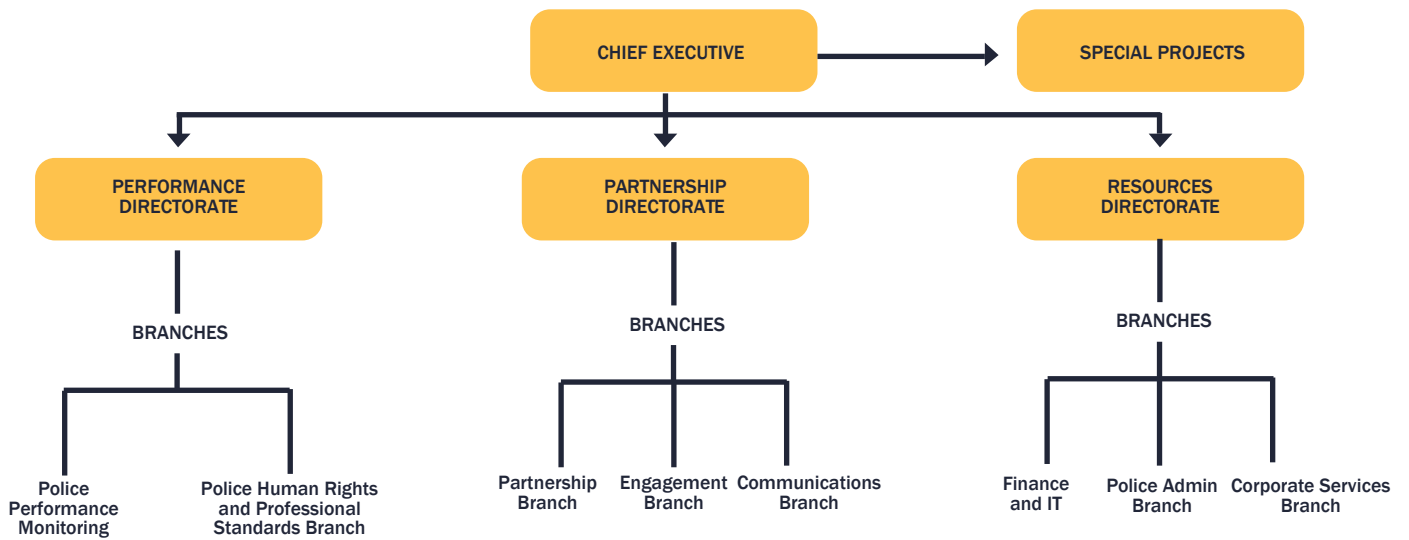 CHIEF EXECUTIVE
SPECIAL PROJECTS
PERFORMANCE
DIRECTORATE
PARTNERSHIP
DIRECTORATE
RESOURCES
DIRECTORATE
BRANCHES
BRANCHES
BRANCHES
Police
Performance
Monitoring
Police Human Rights
and Professional
Standards Branch
Partnership
Branch
Engagement
Branch
Communications
Branch
Finance
and IT
Police Admin
Branch
Corporate Services
Branch